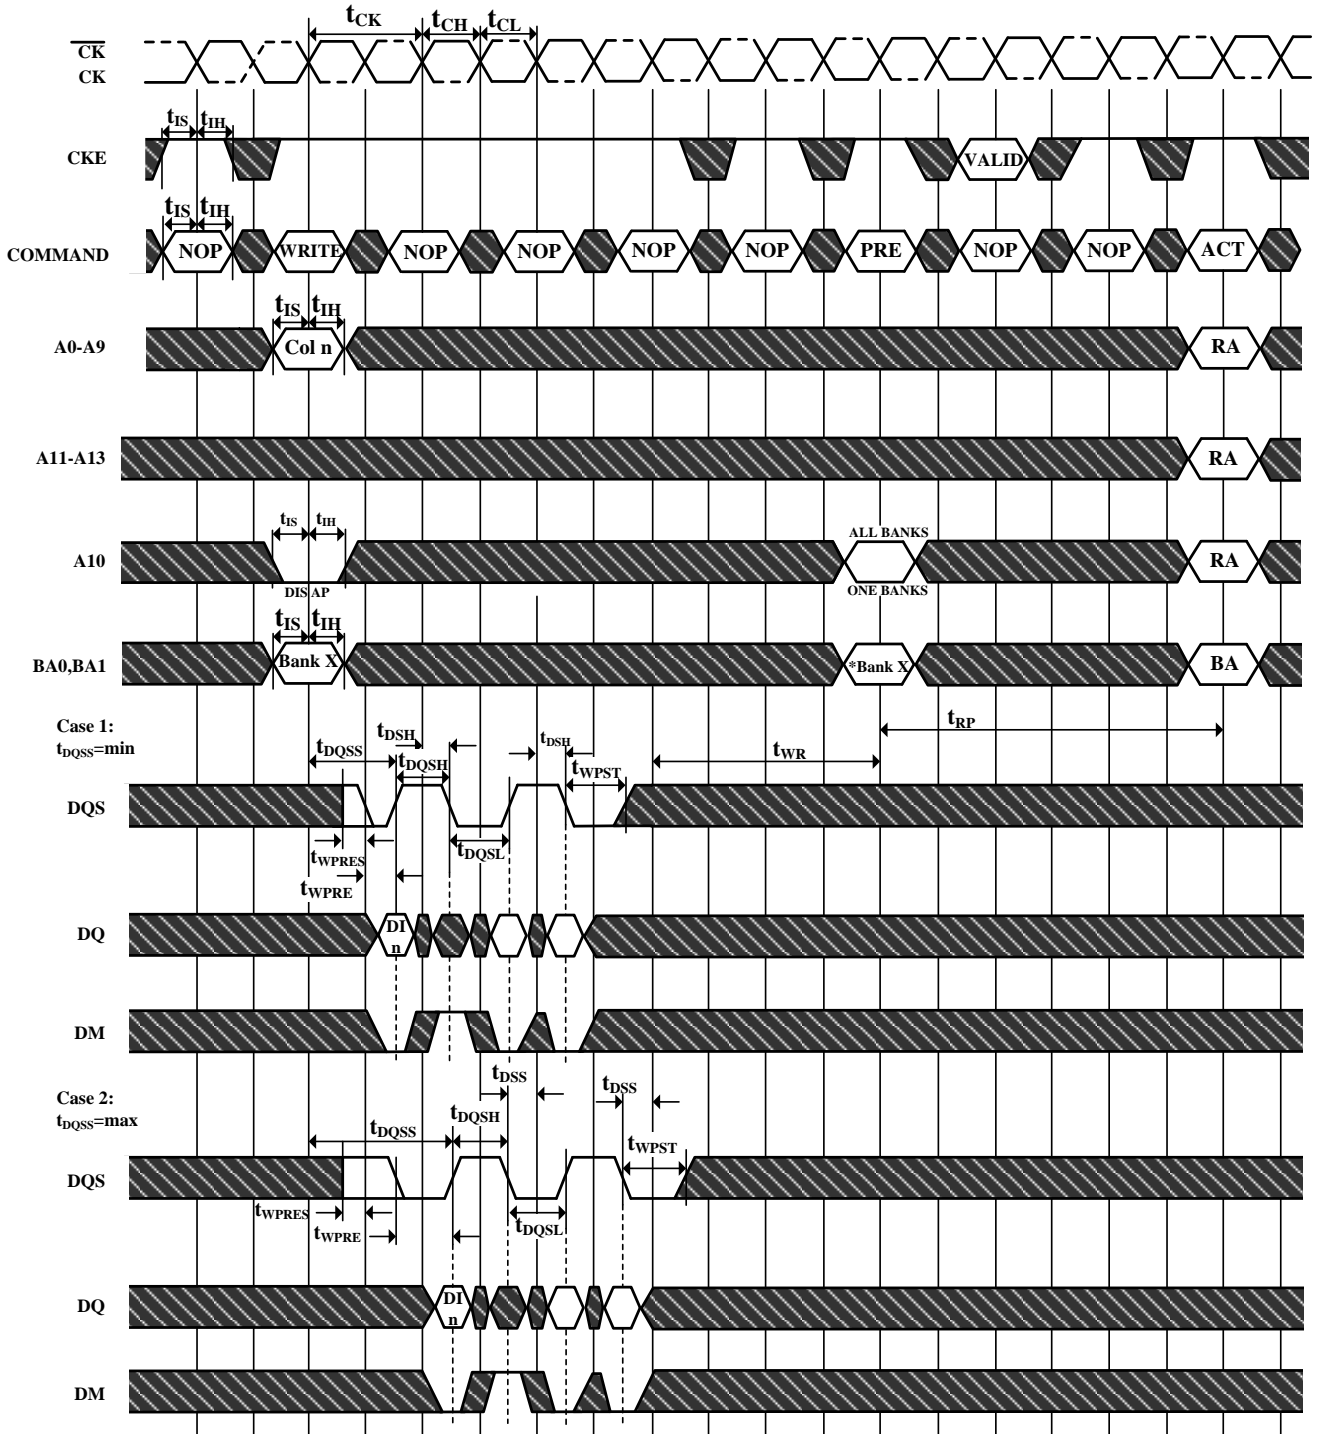 tCK tCH tCL
CK
CK
tIS tIH
CKE VALID
tIS tIH
COMMAND NOP WRITE NOP NOP NOP NOP PRE NOP NOP ACT
tIS tIH
A0-A9 Col n RA
A11-A13 RA
tIS tIH ALL BANKS
A10 RA
DIS AP ONE BANKS
tIS tIH
BA0,BA1 Bank X *Bank X BA
Case 1:
tDQSS=min
tDSH tDSH tRP
tDQSS tDQSH tWPST tWR
DQS
tWPRES tDQSL
tWPRE
DQ DI
n
DM
tDSS tDSS
Case 2:
tDQSS=max
tDQSS tDQSH tWPST
DQS
tWPRES tDQSL
tWPRE
DQ DI
n
DM